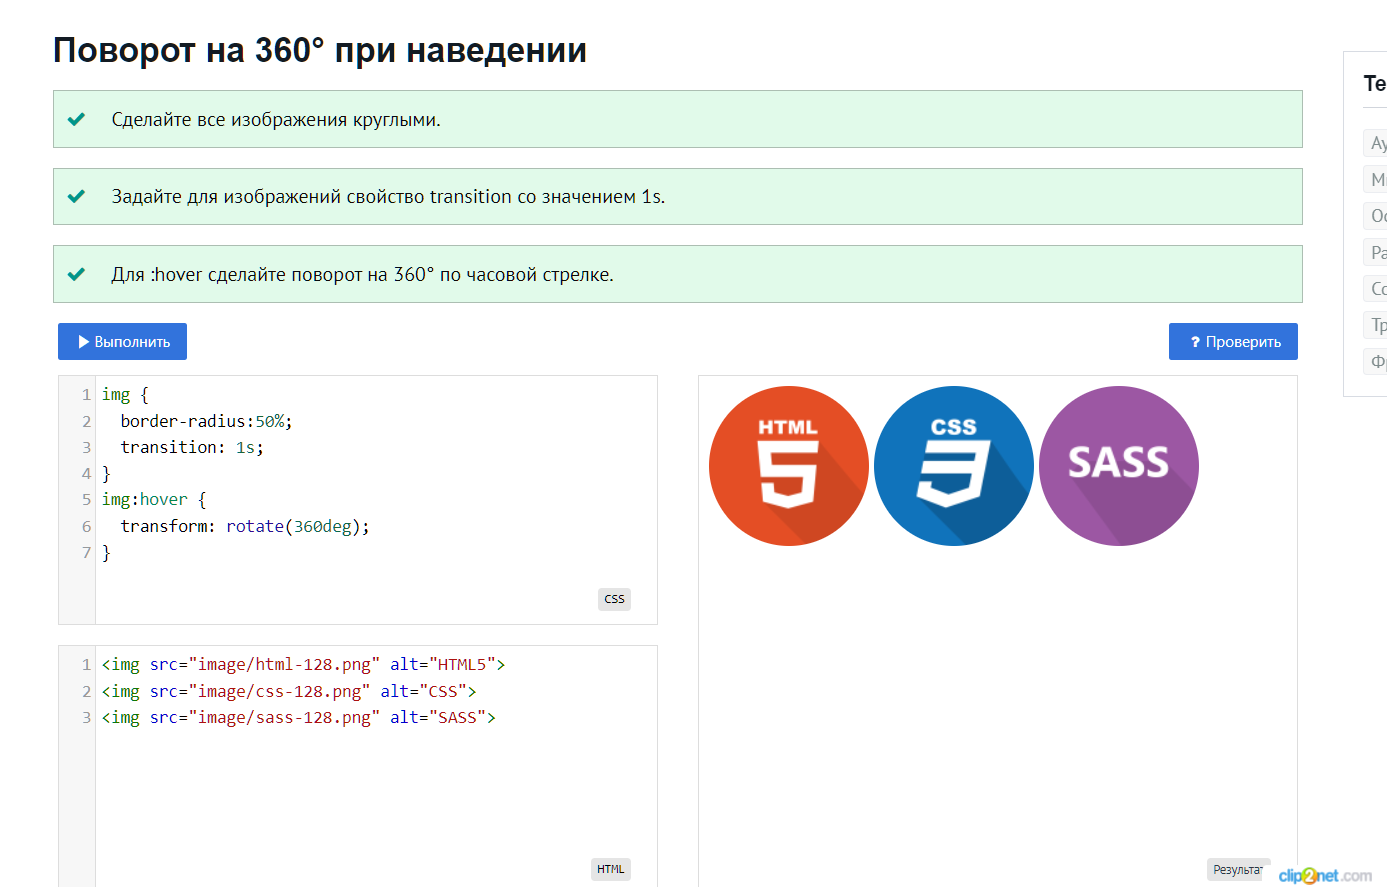 Поворот на 360° при наведении
Сделайте все изображения круглыми.
Задайте для изображений свойство transition со значением 1s.
Для :hover сделайте поворот на 360° по часовой стрелке.
Выполнить
? Проверить
1 img {
2 border-radius:50%;
3 transition: 1s;
4 }
5 img:hover {
6 transform: rotate(360deg);
7 }
CSS
1 <img src="image/html-128.png" alt="HTML5">
2 <img src="image/css-128.png" alt="CSS">
3 <img src="image/sass-128.png" alt="SASS">
HTML
HTML
5
CSS
3
SASS
Результат
clip2net.com
Те
Ау
Ра
Со
Тр